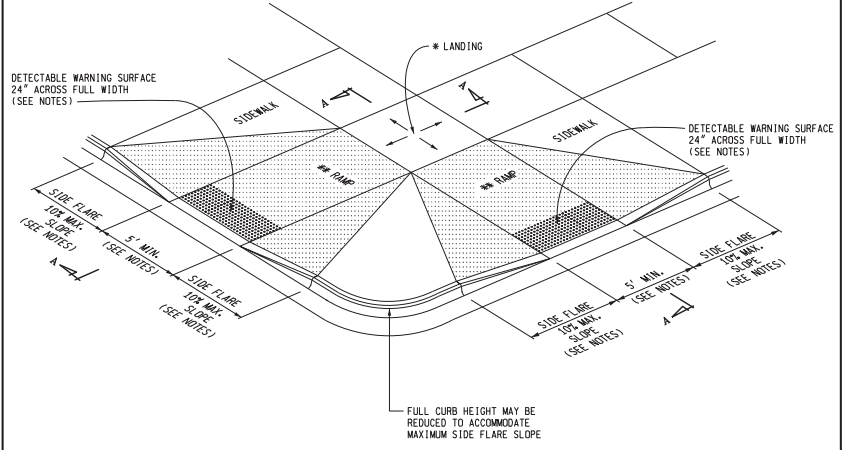 * LANDING
DETECTABLE WARNING SURFACE
24" ACROSS FULL WIDTH
(SEE NOTES)
A
A
SIDEWALK
SIDEWALK
DETECTABLE WARNING SURFACE
24" ACROSS FULL WIDTH
(SEE NOTES)
** RAMP
** RAMP
SIDE FLARE
10% MAX.
SLOPE
(SEE NOTES)
5' MIN.
(SEE NOTES)
SIDE FLARE
10% MAX.
SLOPE
(SEE NOTES)
A
SIDE FLARE
10% MAX.
SLOPE
(SEE NOTES)
5' MIN.
(SEE NOTES)
SIDE FLARE
10% MAX.
SLOPE
(SEE NOTES)
A
FULL CURB HEIGHT MAY BE
REDUCED TO ACCOMMODATE
MAXIMUM SIDE FLARE SLOPE